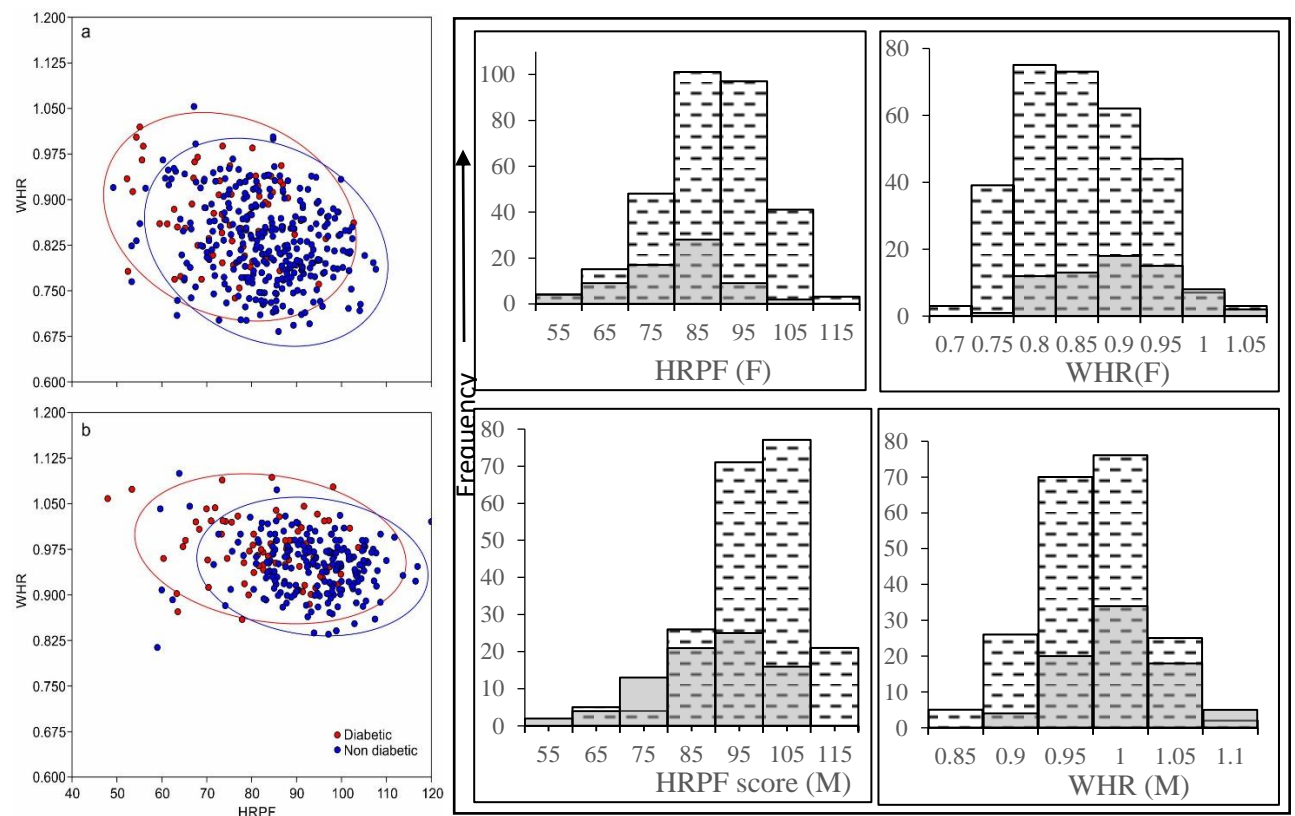 a
1.200
1.125
1.050
0.975
0.900
0.825
0.750
0.675
0.600
WHR
b
1.200
1.125
1.050
0.975
0.900
0.825
0.750
0.675
0.600
WHR
Diabetic
Non diabetic
40 50 60 70 80 90 100 110 120
HRPF
Frequency
100
80
60
40
20
0
55 65 75 85 95 105 115
HRPF (F)
80
60
40
20
0
0.7 0.75 0.8 0.85 0.9 0.95 1 1.05
WHR(F)
80
70
60
50
40
30
20
10
0
55 65 75 85 95 105 115
HRPF score (M)
80
70
60
50
40
30
20
10
0
0.85 0.9 0.95 1 1.05 1.1
WHR (M)